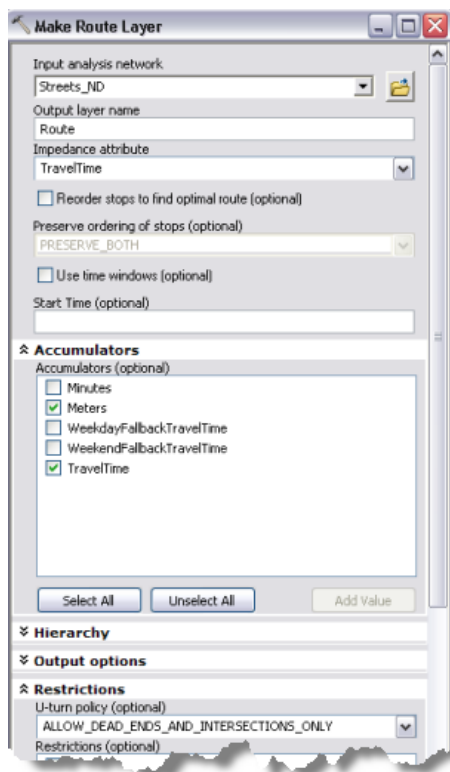 Make Route Layer
Input analysis network
Streets_ND
Output layer name
Route
Impedance attribute
TravelTime
Reorder stops to find optimal route (optional)
Preserve ordering of stops (optional)
PRESERVE_BOTH
Use time windows (optional)
Start Time (optional)
Accumulators
Accumulators (optional)
Minutes
Meters
WeekdayFallbackTravelTime
WeekendFallbackTravelTime
TravelTime
Select All Unselect All Add Value
Hierarchy
Output options
Restrictions
U-turn policy (optional)
ALLOW_DEAD_ENDS_AND_INTERSECTIONS_ONLY
Restrictions (optional)